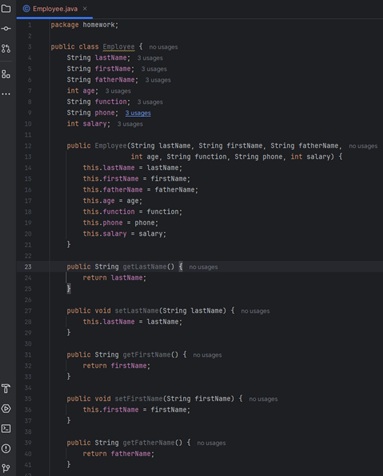 Employee.java ×
1 package homework;
2
3 public class Employee { no usages
4 String lastName; 3 usages
5 String firstName; 3 usages
6 String fatherName; 3 usages
7 int age; 3 usages
8 String function; 3 usages
9 String phone; 3 usages
10 int salary; 3 usages
11
12 public Employee(String lastName, String firstName, String fatherName, no usages
13 int age, String function, String phone, int salary) {
14 this.lastName = lastName;
15 this.firstName = firstName;
16 this.fatherName = fatherName;
17 this.age = age;
18 this.function = function;
19 this.phone = phone;
20 this.salary = salary;
21 }
22
23 public String getLastName() { no usages
24 return lastName;
25 }
26
27 public void setLastName(String lastName) { no usages
28 this.lastName = lastName;
29 }
30
31 public String getFirstName() { no usages
32 return firstName;
33 }
34
35 public void setFirstName(String firstName) { no usages
36 this.firstName = firstName;
37 }
38
39 public String getFatherName() { no usages
40 return fatherName;
41 }